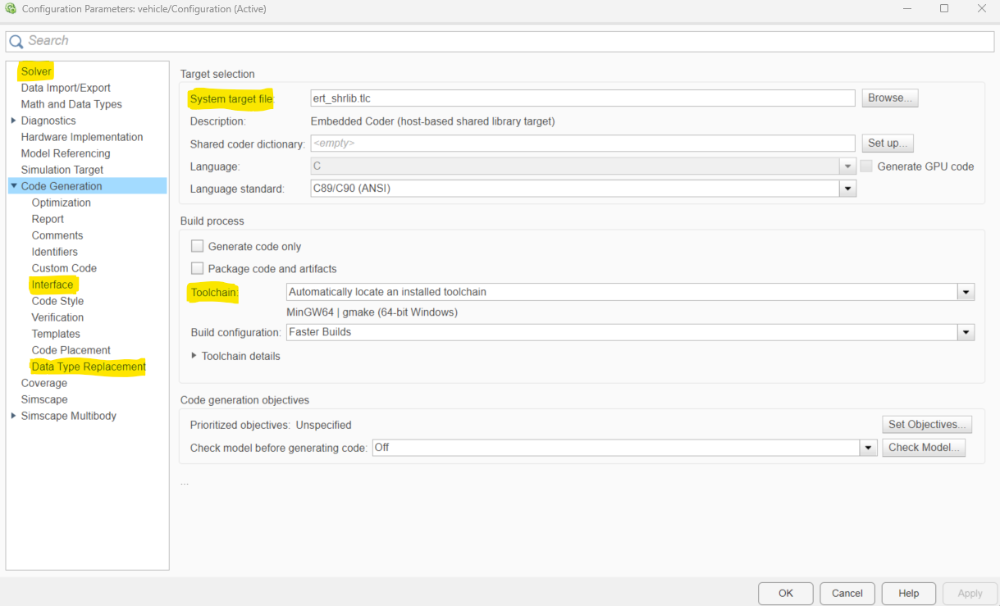 Configuration Parameters: vehicle/Configuration (Active)
Search
Solver
Data Import/Export
Math and Data Types
Diagnostics
Hardware Implementation
Model Referencing
Simulation Target
Code Generation
Optimization
Report
Comments
Identifiers
Custom Code
Interface
Code Style
Verification
Templates
Code Placement
Data Type Replacement
Coverage
Simscape
Simscape Multibody
Target selection
System target file: ert_shrlib.tlc Browse...
Description: Embedded Coder (host-based shared library target)
Shared coder dictionary: <empty> Set up...
Language: C Generate GPU code
Language standard: C89/C90 (ANSI)
Build process
Generate code only
Package code and artifacts
Toolchain: Automatically locate an installed toolchain
MinGW64 | gmake (64-bit Windows)
Build configuration: Faster Builds
Toolchain details
Code generation objectives
Prioritized objectives: Unspecified Set Objectives...
Check model before generating code: Off Check Model...
...
OK Cancel Help Apply